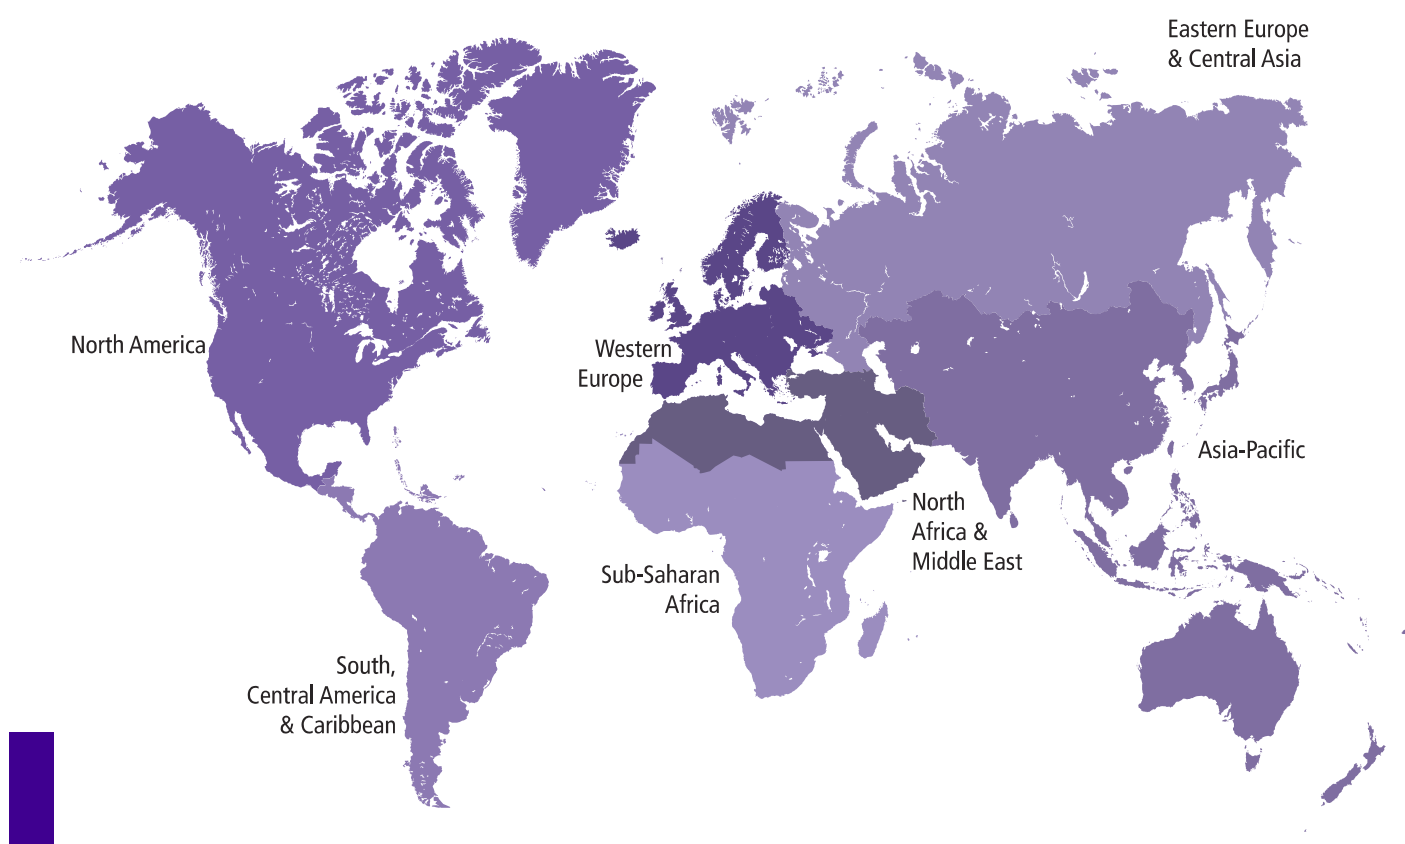 Eastern Europe
& Central Asia
North America
Western
Europe
Asia-Pacific
North
Africa &
Middle East
Sub-Saharan
Africa
South,
Central America
& Caribbean